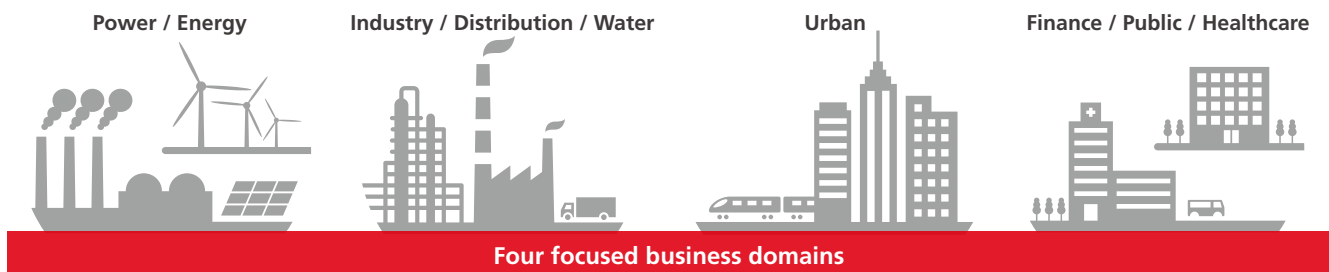 Power / Energy
Industry / Distribution / Water
Urban
Finance / Public / Healthcare
Four focused business domains